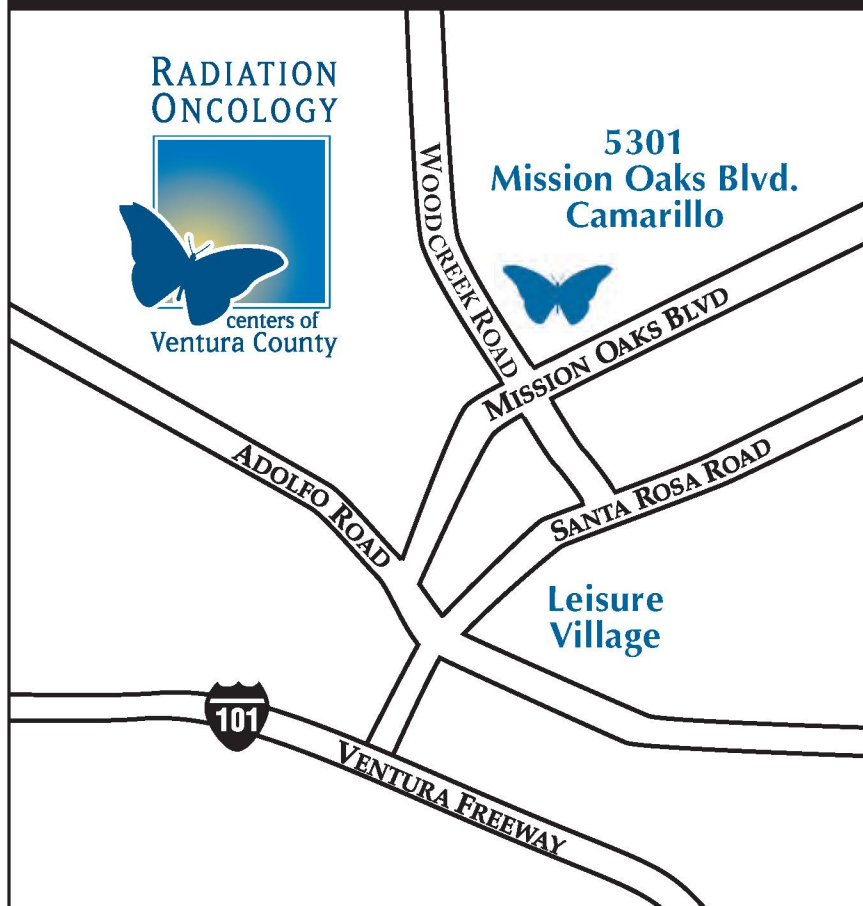 RADIATION
ONCOLOGY
centers of
Ventura County
5301
Mission Oaks Blvd.
Camarillo
WOODCREEK ROAD
MISSION OAKS BLVD
ADOLFO ROAD
SANTA ROSA ROAD
Leisure
Village
101
VENTURA FREEWAY